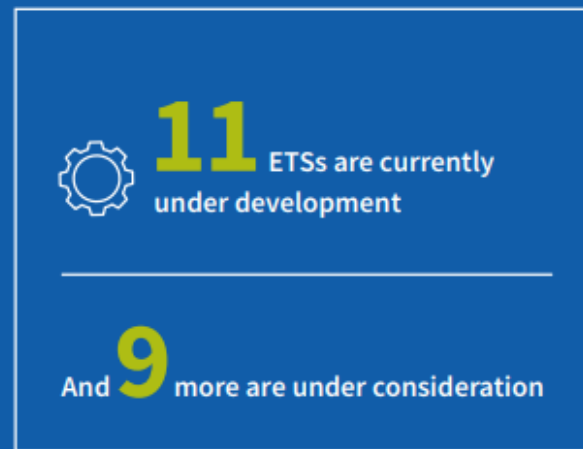 11 ETSs are currently
under development
And 9 more are under consideration